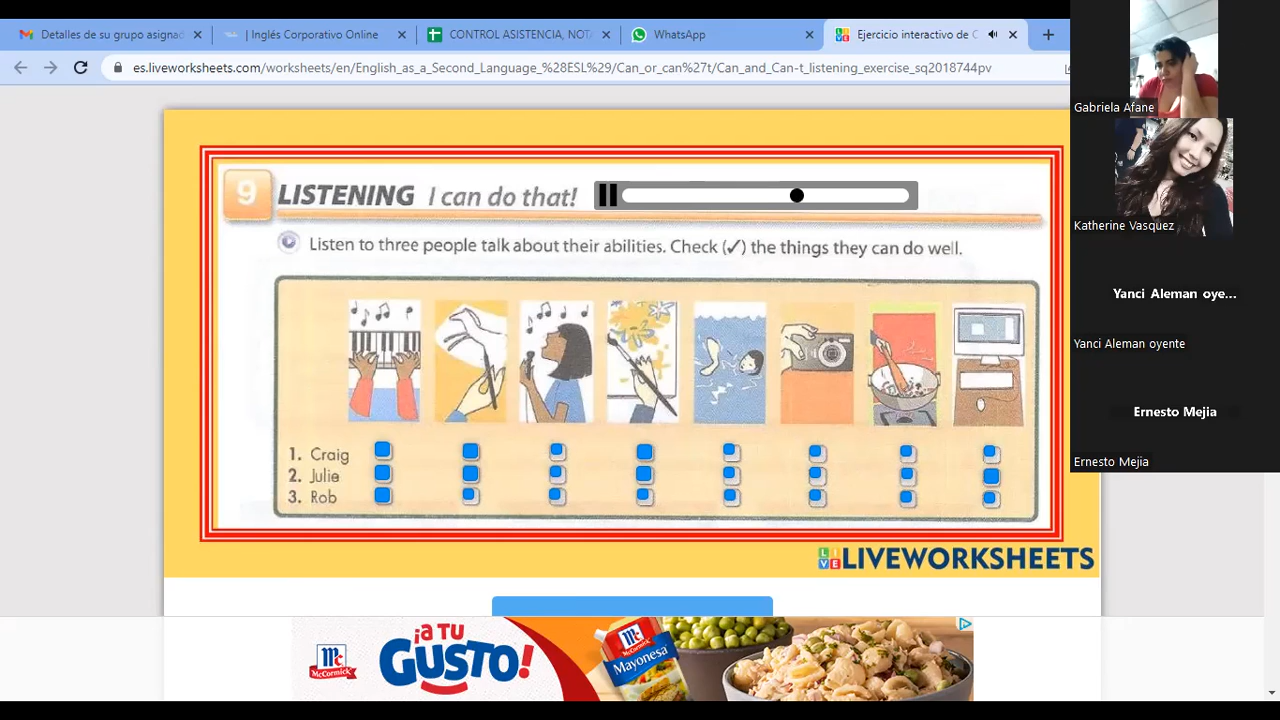 Detalles de su grupo asignad
| Inglés Corporativo Online
CONTROL ASISTENCIA, NOTA
WhatsApp
Ejercicio interactivo de C
es.liveworksheets.com/worksheets/en/English_as_a_Second_Language_%28ESL%29/Can_or_can%27t/Can_and_Can-t_listening_exercise_sq2018744pv
9 LISTENING I can do that!
Listen to three people talk about their abilities. Check (✓) the things they can do well.
1. Craig
2. Julie
3. Rob
LIVE LIVEWORKSHEETS
¡A TU
GUSTO!
McCormick
McCormick
Mayonesa
Gabriela Afane
Katherine Vasquez
Yanci Aleman oye...
Yanci Aleman oyente
Ernesto Mejia
Ernesto Mejia